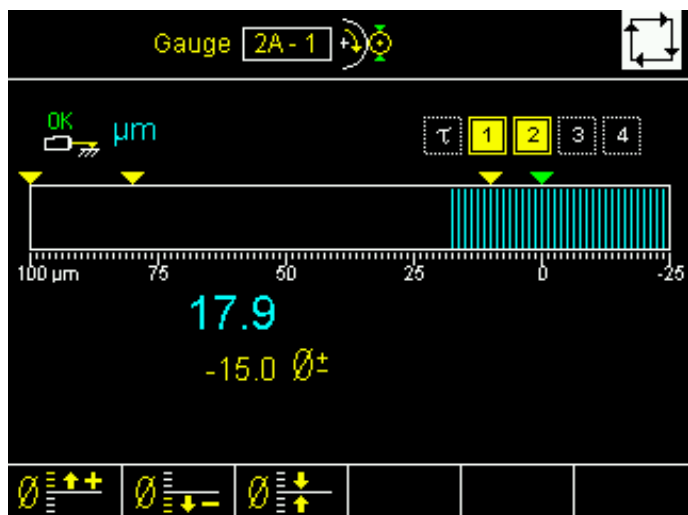 Gauge 2A - 1
OK
μm
τ 1 2 3 4
100 μm 75 50 25 0 -25
17.9
-15.0 Ø±
Ø + Ø − Ø